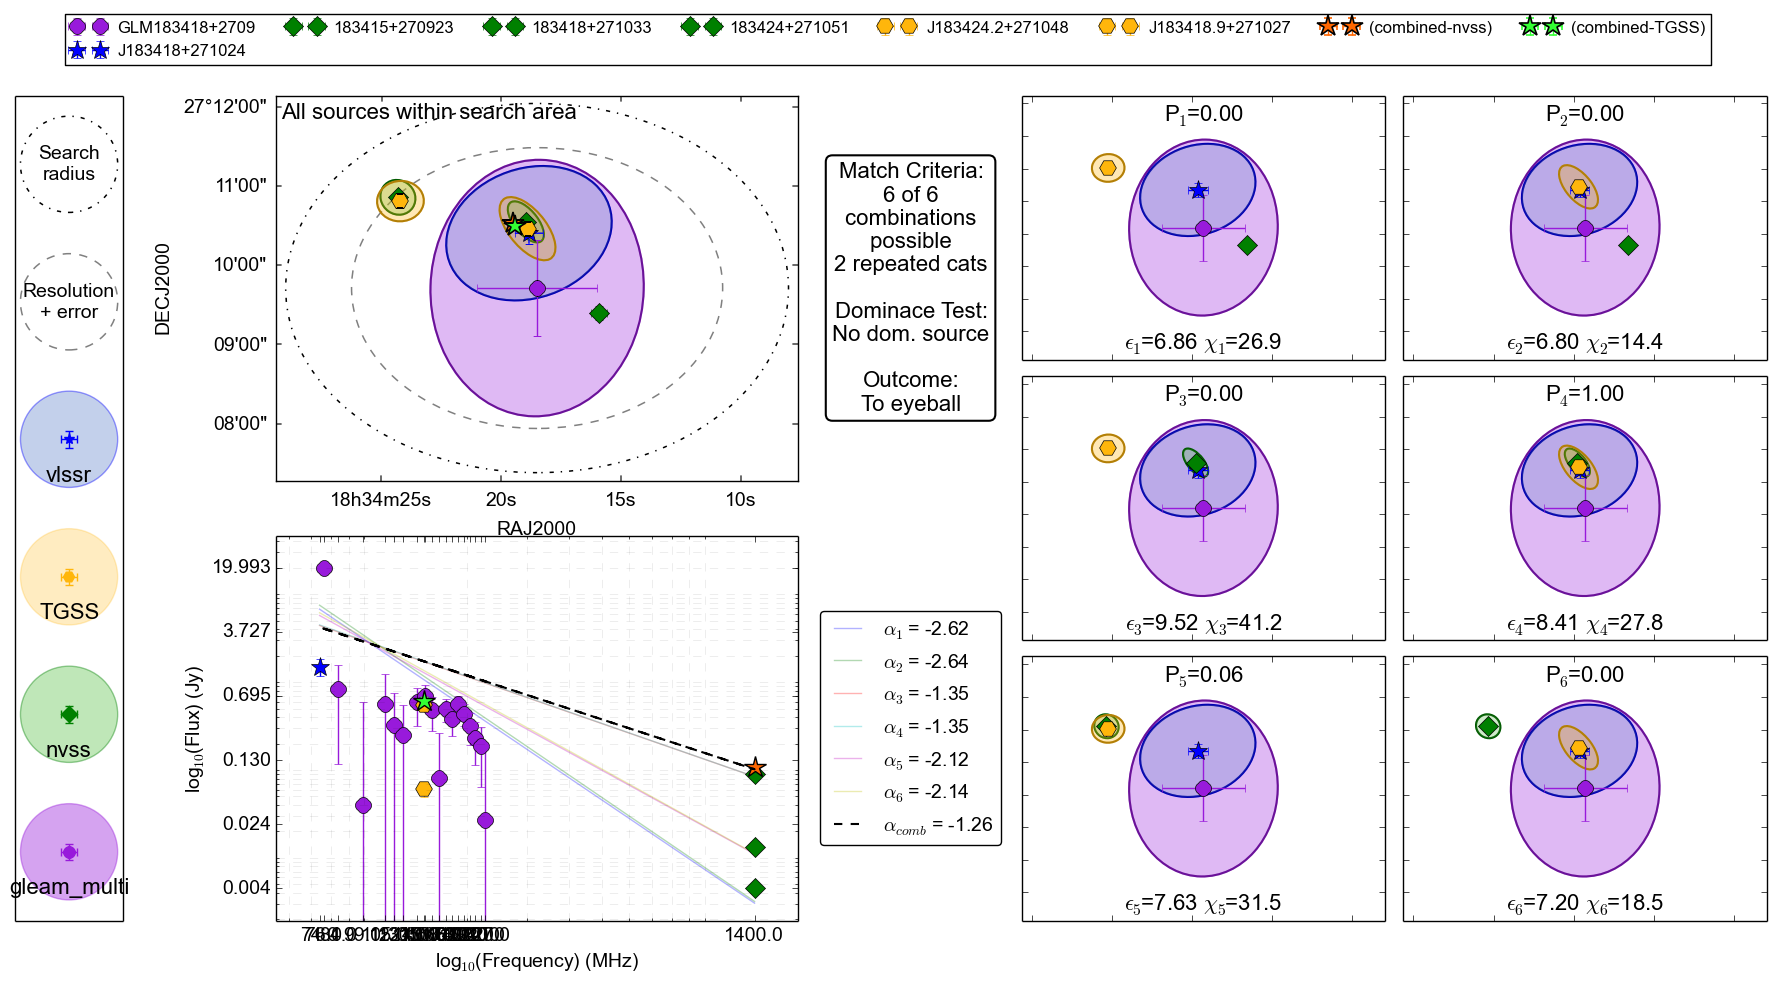 GLM183418+2709
183415+270923
183418+271033
183424+271051
J183424.2+271048
J183418.9+271027
(combined-nvss)
(combined-TGSS)
J183418+271024
Search
radius
Resolution
+ error
vlssr
TGSS
nvss
gleam_multi
All sources within search area
27°12'00"
11'00"
10'00"
09'00"
08'00"
DECJ2000
18h34m25s 20s 15s 10s
RAJ2000
Match Criteria:
6 of 6
combinations
possible
2 repeated cats
Dominace Test:
No dom. source
Outcome:
To eyeball
19.993
3.727
0.695
0.130
0.024
0.004
log10(Flux) (Jy)
1400.0
log10(Frequency) (MHz)
α1 = -2.62
α2 = -2.64
α3 = -1.35
α4 = -1.35
α5 = -2.12
α6 = -2.14
αcomb = -1.26
P1=0.00
ϵ1=6.86 χ1=26.9
P2=0.00
ϵ2=6.80 χ2=14.4
P3=0.00
ϵ3=9.52 χ3=41.2
P4=1.00
ϵ4=8.41 χ4=27.8
P5=0.06
ϵ5=7.63 χ5=31.5
P6=0.00
ϵ6=7.20 χ6=18.5